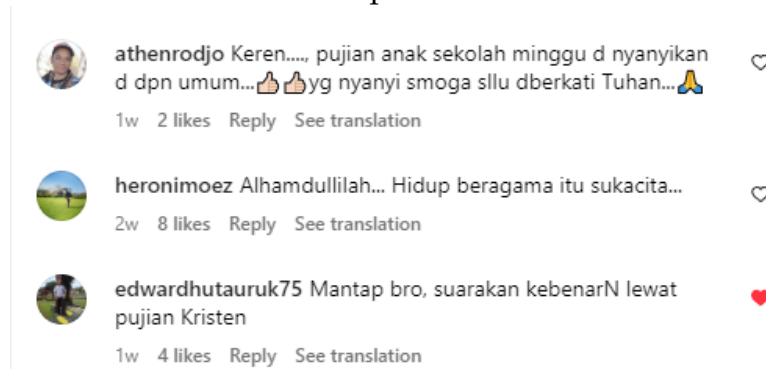 athenrodjo Keren...., pujian anak sekolah minggu d nyanyikan
d dpn umum...👍🏻👍🏻yg nyanyi smoga sllu dberkati Tuhan...🙏
1w 2 likes Reply See translation
heronimoez Alhamdullilah... Hidup beragama itu sukacita...
2w 8 likes Reply See translation
edwardhutauruk75 Mantap bro, suarakan kebenarN lewat
pujian Kristen
1w 4 likes Reply See translation